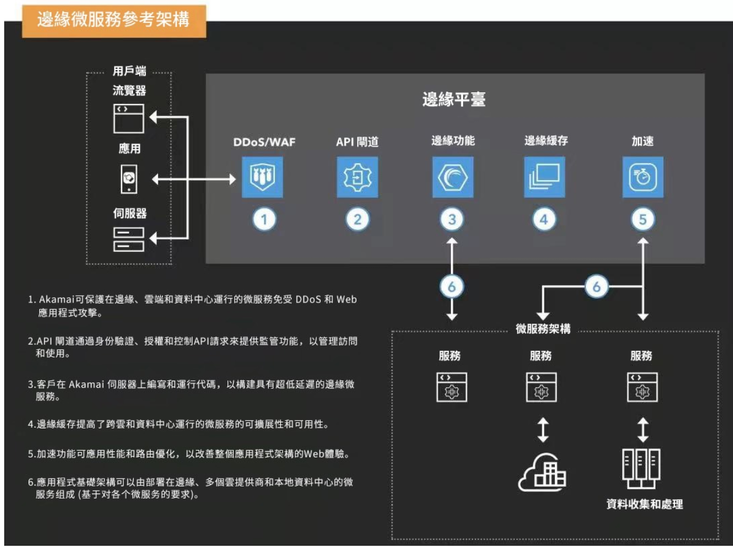 邊緣微服務參考架構
用戶端
流覽器
應用
伺服器
邊緣平臺
DDoS/WAF
API 閘道
邊緣功能
邊緣緩存
加速
1
2
3
4
5
6
6
微服務架構
服務
服務
服務
資料收集和處理
1. Akamai可保護在邊緣、雲端和資料中心運行的微服務免受 DDoS 和 Web
應用程式攻擊。
2.API 閘道通過身份驗證、授權和控制API請求來提供監管功能，以管理訪問
和使用。
3.客戶在 Akamai 伺服器上編寫和運行代碼，以構建具有超低延遲的邊緣微
服務。
4.邊緣緩存提高了跨雲和資料中心運行的微服務的可擴展性和可用性。
5.加速功能可應用性能和路由優化，以改善整個應用程式架構的Web體驗。
6.應用程式基礎架構可以由部署在邊緣、多個雲提供商和本地資料中心的微
服务组成 (基于对各个微服务的要求)。